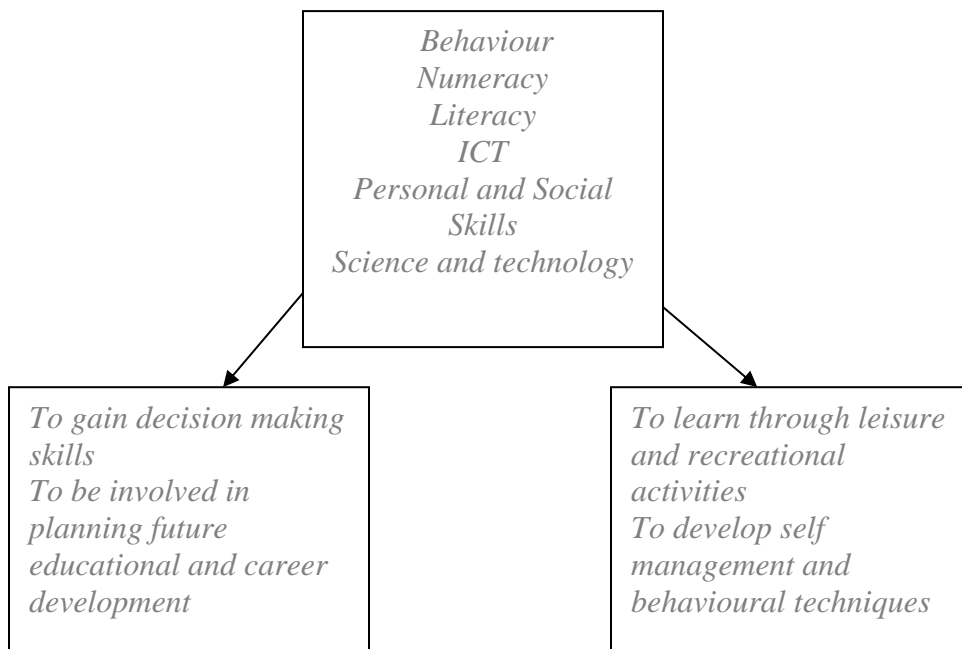 Behaviour
Numeracy
Literacy
ICT
Personal and Social
Skills
Science and technology
To gain decision making
skills
To be involved in
planning future
educational and career
development
To learn through leisure
and recreational
activities
To develop self
management and
behavioural techniques